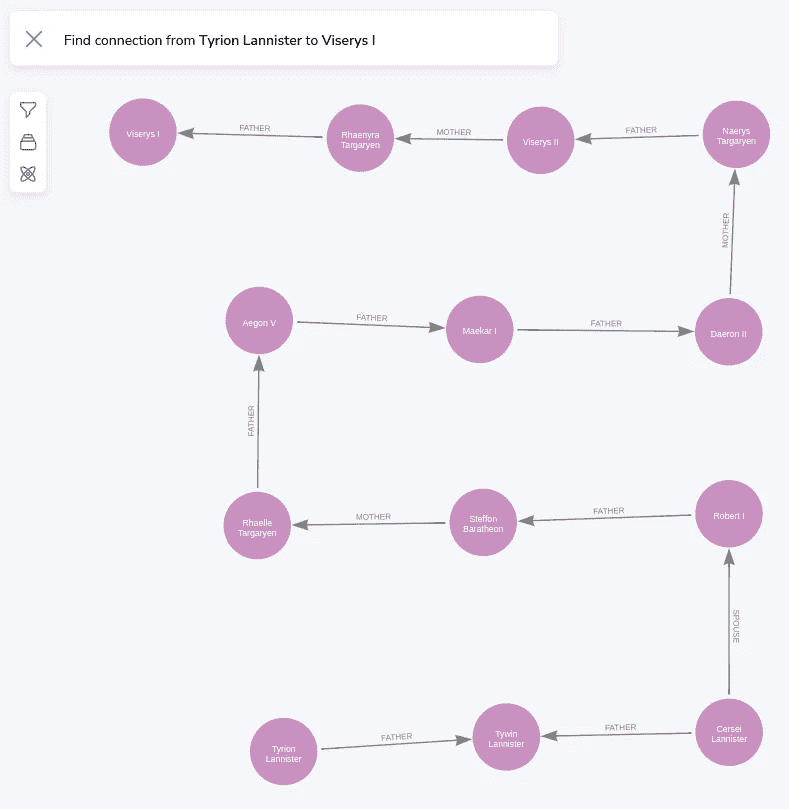 Find connection from Tyrion Lannister to Viserys I
Viserys I
FATHER
Rhaenyra
Targaryen
MOTHER
Viserys II
FATHER
Naerys
Targaryen
MOTHER
Aegon V
FATHER
Maekar I
FATHER
Daeron II
FATHER
Rhaelle
Targaryen
MOTHER
Steffon
Baratheon
FATHER
Robert I
SPOUSE
Tyrion
Lannister
FATHER
Tywin
Lannister
FATHER
Cersei
Lannister